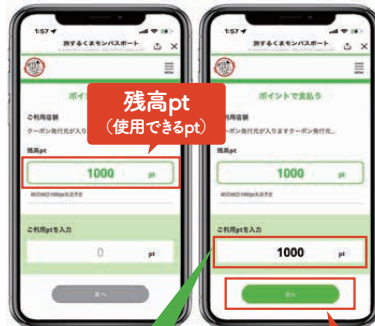 1:57
旅するくまモンパスポート
ポイ
ご利用店舗
クーポン発行元が入り
残高pt
(使用できるpt)
残高pt
1000 pt
ご利用ptを入力
0 pt
次へ
1:57
旅するくまモンパスポート
ポイントで支払う
利用店舗
ーポン発行元が入りますクーポン発行元...
残高pt
1000 pt
ご利用ptを入力
1000 pt
次へ